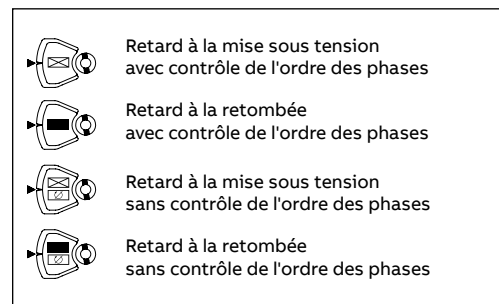 Retard à la mise sous tension
avec contrôle de l'ordre des phases
Retard à la retombée
avec contrôle de l'ordre des phases
Retard à la mise sous tension
sans contrôle de l'ordre des phases
Retard à la retombée
sans contrôle de l'ordre des phases